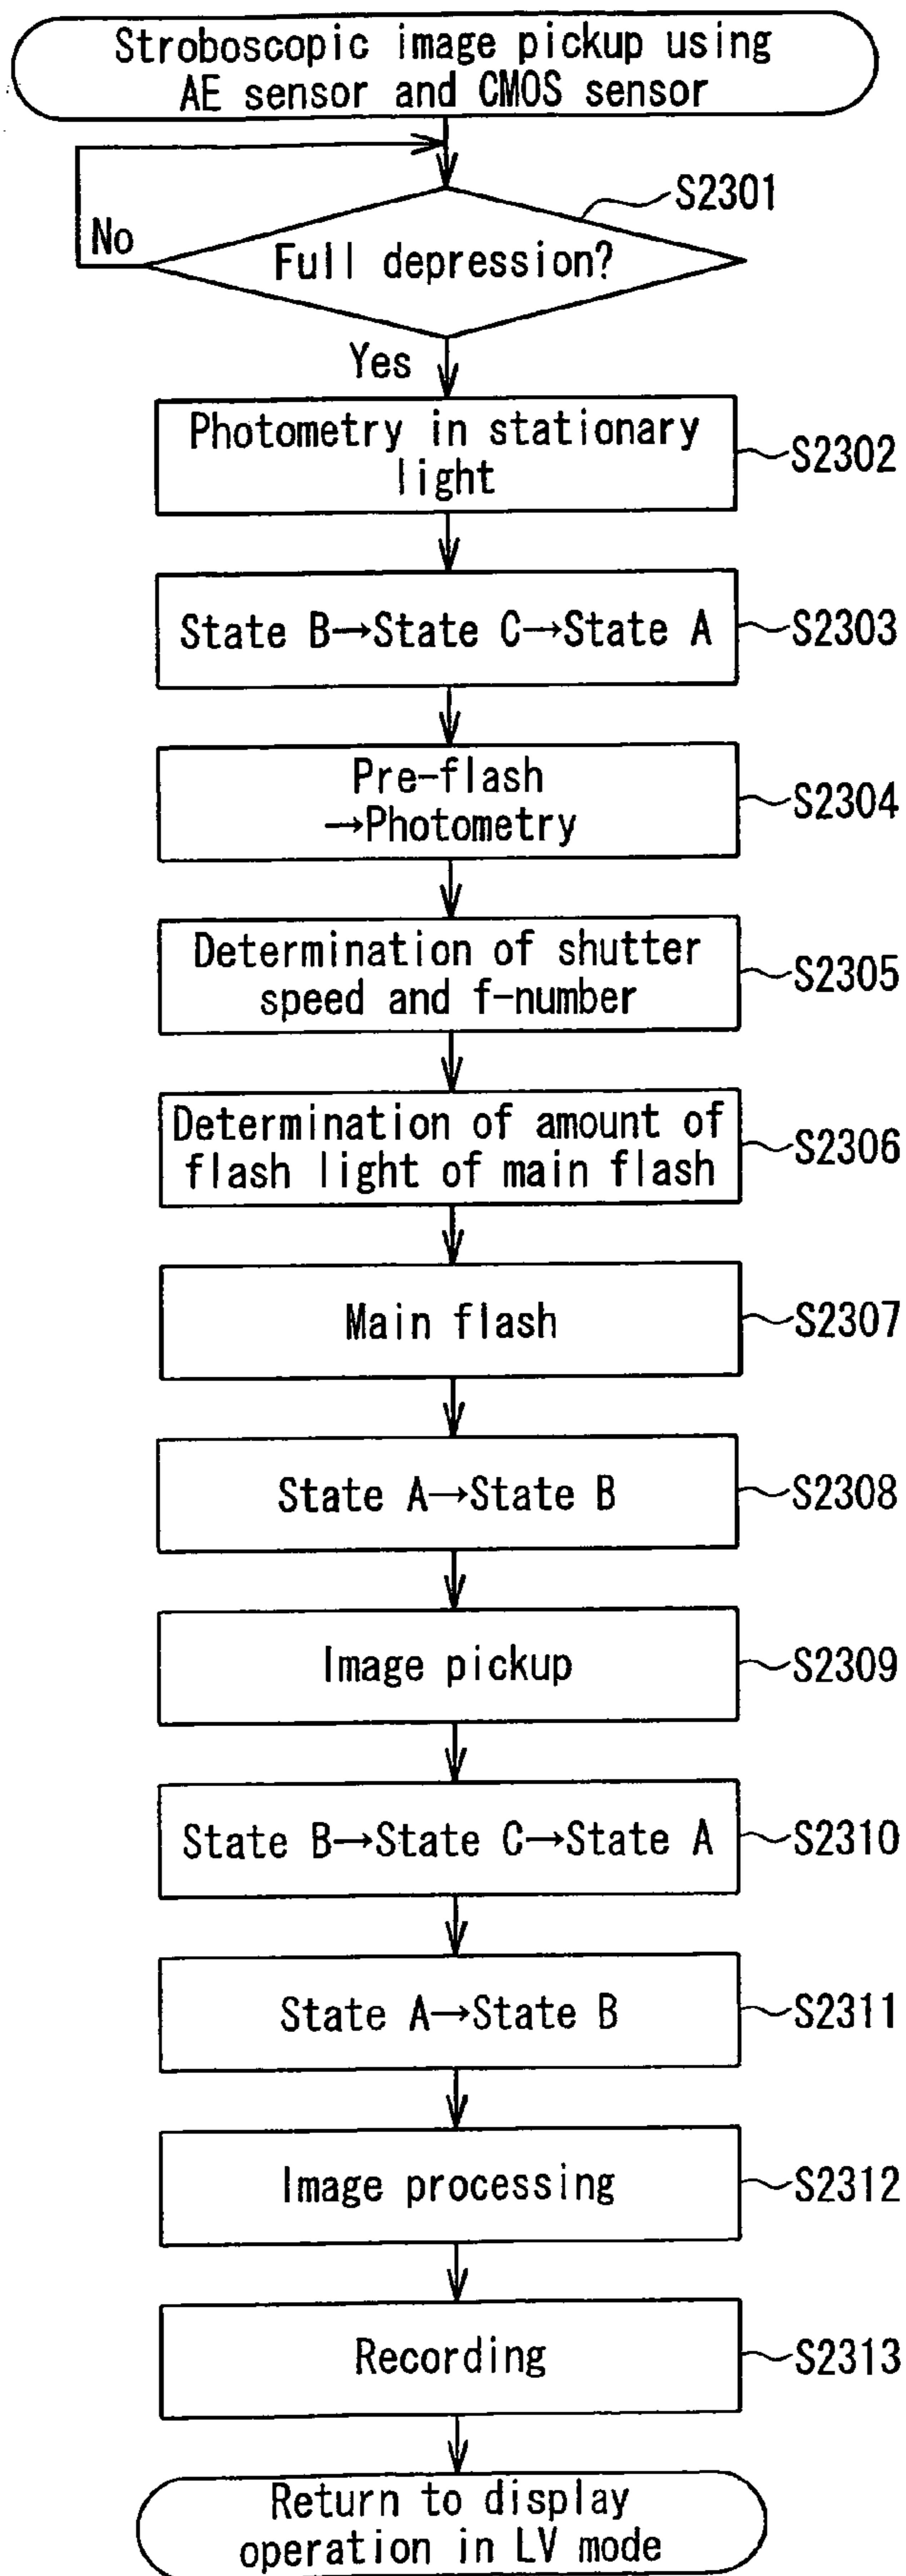 Stroboscopic image pickup using
AE sensor and CMOS sensor
S2301
No
Full depression?
Yes
Photometry in stationary
light
S2302
State B→State C→State A
S2303
Pre-flash
→Photometry
S2304
Determination of shutter
speed and f-number
S2305
Determination of amount of
flash light of main flash
S2306
Main flash
S2307
State A→State B
S2308
Image pickup
S2309
State B→State C→State A
S2310
State A→State B
S2311
Image processing
S2312
Recording
S2313
Return to display
operation in LV mode